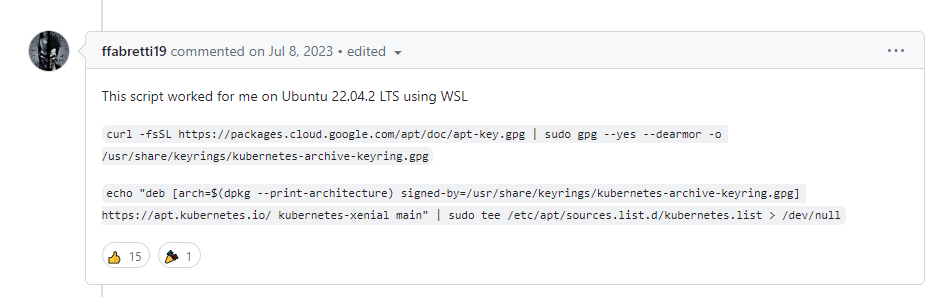 ffabretti19 commented on Jul 8, 2023 • edited
This script worked for me on Ubuntu 22.04.2 LTS using WSL
curl -fsSL https://packages.cloud.google.com/apt/doc/apt-key.gpg | sudo gpg --yes --dearmor -o
/usr/share/keyrings/kubernetes-archive-keyring.gpg
echo "deb [arch=$(dpkg --print-architecture) signed-by=/usr/share/keyrings/kubernetes-archive-keyring.gpg]
https://apt.kubernetes.io/ kubernetes-xenial main" | sudo tee /etc/apt/sources.list.d/kubernetes.list > /dev/null
👍 15 🎉 1